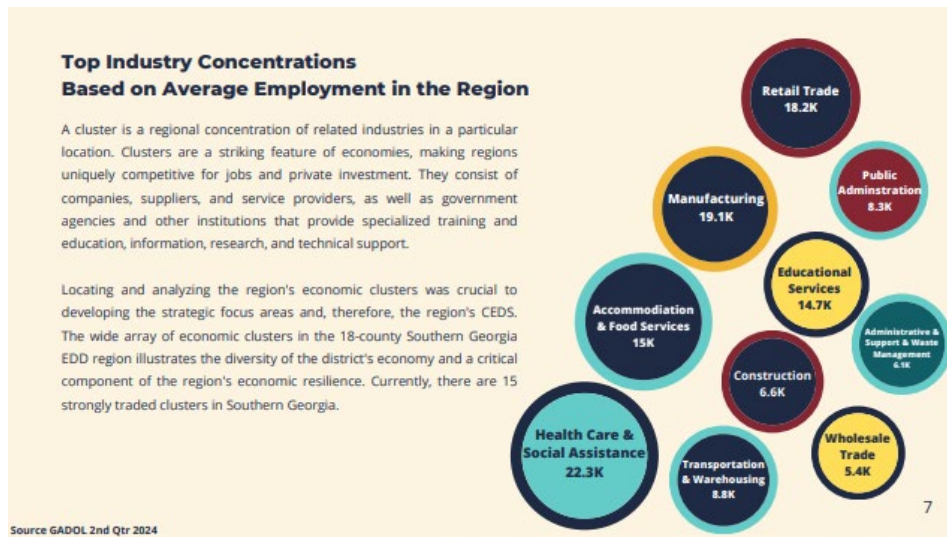 Top Industry Concentrations
Based on Average Employment in the Region
A cluster is a regional concentration of related industries in a particular
location. Clusters are a striking feature of economies, making regions
uniquely competitive for jobs and private investment. They consist of
companies, suppliers, and service providers, as well as government
agencies and other institutions that provide specialized training and
education, information, research, and technical support.
Locating and analyzing the region's economic clusters was crucial to
developing the strategic focus areas and, therefore, the region's CEDS.
The wide array of economic clusters in the 18-county Southern Georgia
EDD region illustrates the diversity of the district's economy and a critical
component of the region's economic resilience. Currently, there are 15
strongly traded clusters in Southern Georgia.
Retail Trade
18.2K
Public
Adminstration
8.3K
Manufacturing
19.1K
Educational
Services
14.7K
Accommodiation
& Food Services
15K
Administrative &
Support & Waste
Management
6.1K
Construction
6.6K
Health Care &
Social Assistance
22.3K
Wholesale
Trade
5.4K
Transportation
& Warehousing
8.8K
7
Source GADOL 2nd Qtr 2024